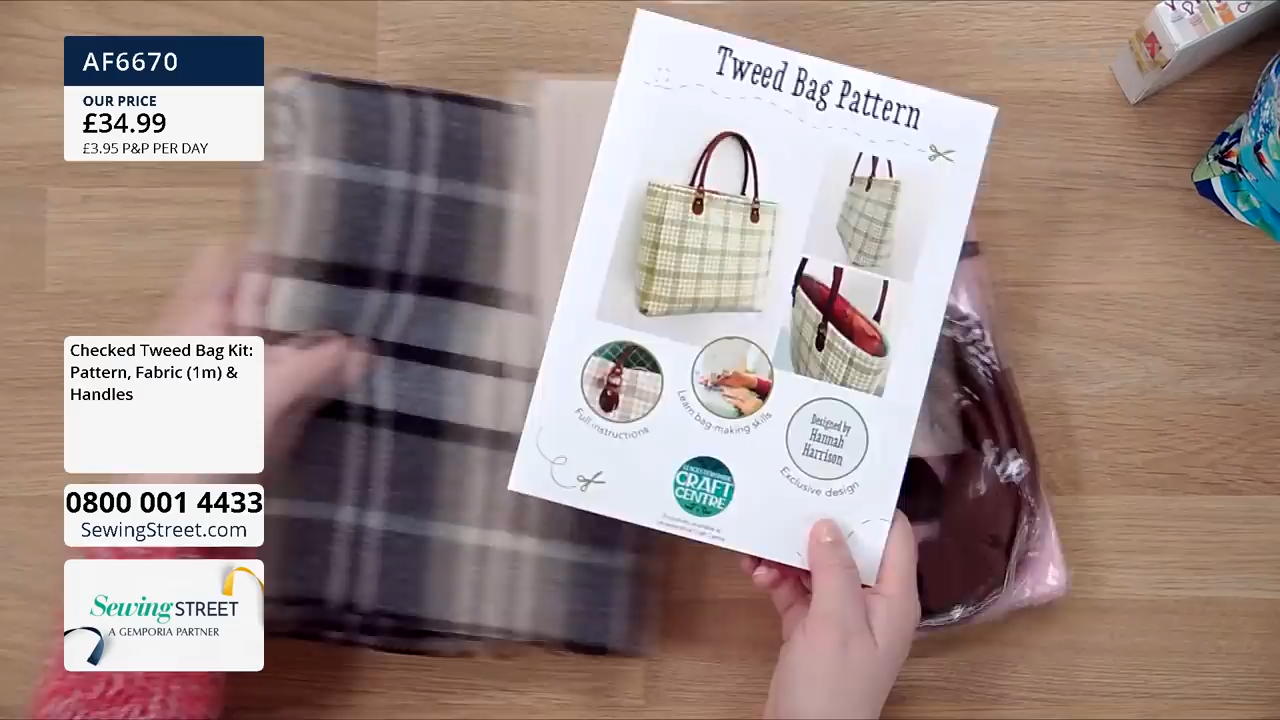 AF6670
OUR PRICE
£34.99
£3.95 P&P PER DAY
Checked Tweed Bag Kit:
Pattern, Fabric (1m) &
Handles
0800 001 4433
SewingStreet.com
Sewing STREET
A GEMPORIA PARTNER
Tweed Bag Pattern
Full instructions
Learn bag-making skills
Designed by
Hannah
Harrison
Exclusive design
CRAFT
CENTRE